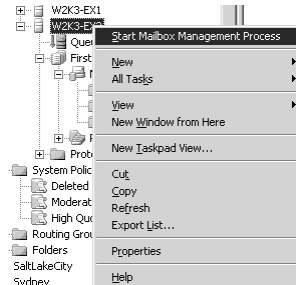 W2K3-EX1
W2K3-EX
Start Mailbox Management Process
Que
First
New
All Tasks
View
New Window from Here
New Taskpad View...
Prot
System Polic
Deleted
Moderat
High Quo
Routing Grou
Folders
SaltLakeCity
Sydney
Cut
Copy
Refresh
Export List...
Properties
Help